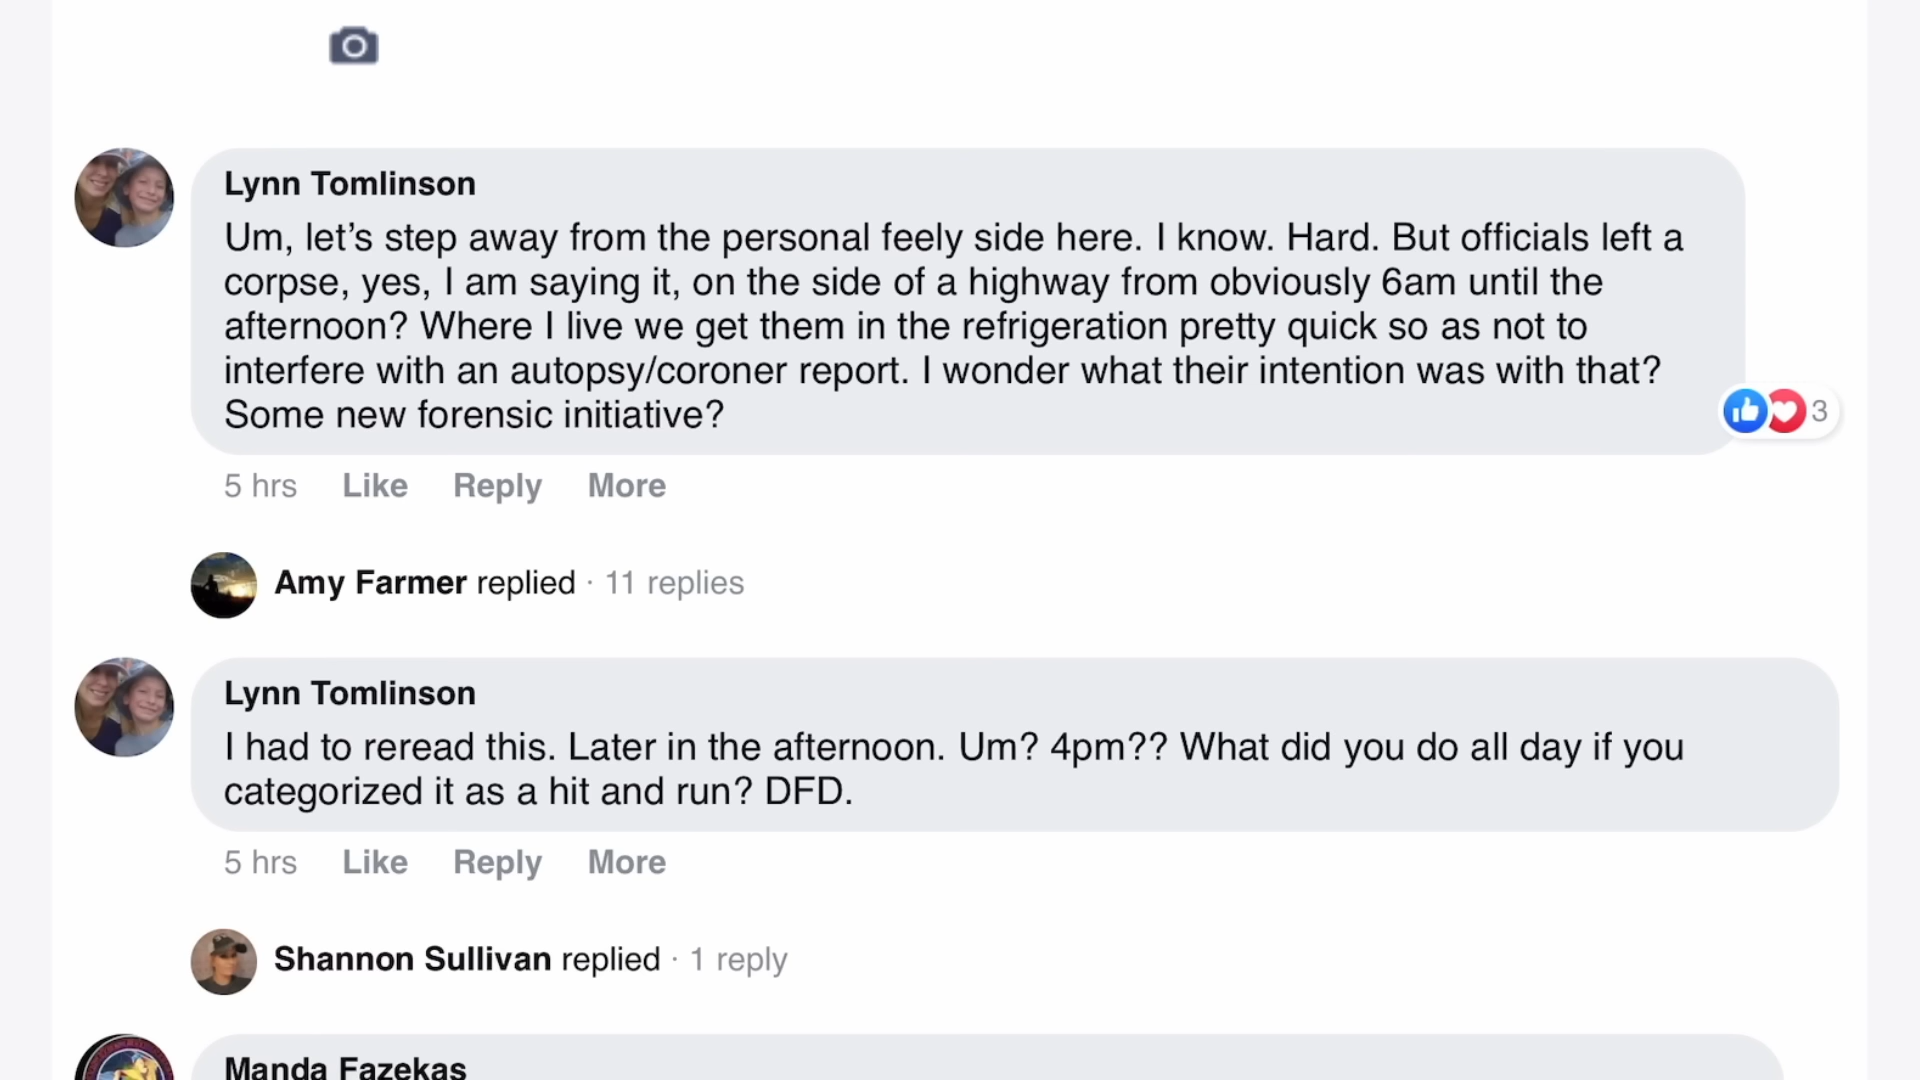 Lynn Tomlinson
Um, let’s step away from the personal feely side here. I know. Hard. But officials left a
corpse, yes, I am saying it, on the side of a highway from obviously 6am until the
afternoon? Where I live we get them in the refrigeration pretty quick so as not to
interfere with an autopsy/coroner report. I wonder what their intention was with that?
Some new forensic initiative?
3
5 hrs Like Reply More
Amy Farmer replied · 11 replies
Lynn Tomlinson
I had to reread this. Later in the afternoon. Um? 4pm?? What did you do all day if you
categorized it as a hit and run? DFD.
5 hrs Like Reply More
Shannon Sullivan replied · 1 reply
Manda Fazekas